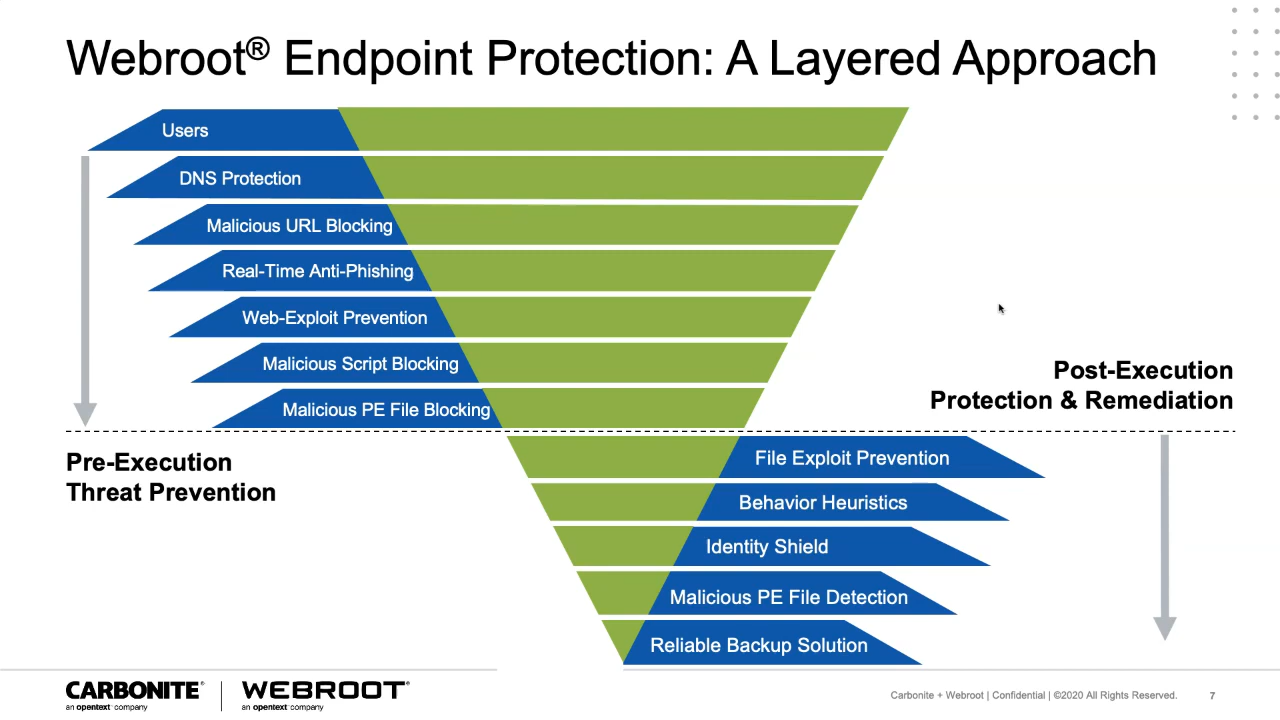 Webroot® Endpoint Protection: A Layered Approach
Users
DNS Protection
Malicious URL Blocking
Real-Time Anti-Phishing
Web-Exploit Prevention
Malicious Script Blocking
Malicious PE File Blocking
Pre-Execution
Threat Prevention
Post-Execution
Protection & Remediation
File Exploit Prevention
Behavior Heuristics
Identity Shield
Malicious PE File Detection
Reliable Backup Solution
CARBONITE®
an opentext company
WEBROOT®
an opentext company
Carbonite + Webroot | Confidential | ©2020 All Rights Reserved.
7